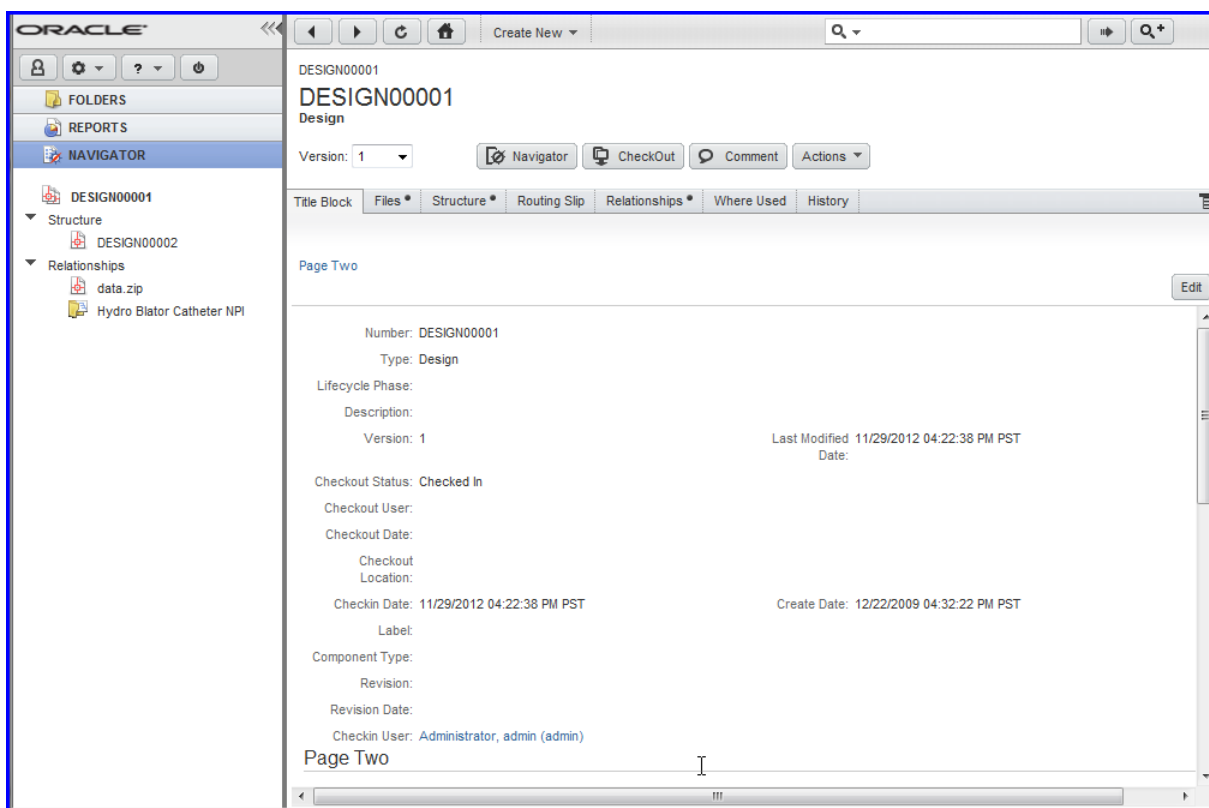 ORACLE
Create New
DESIGN00001
DESIGN00001
Design
FOLDERS
REPORTS
NAVIGATOR
Version: 1
Navigator
CheckOut
Comment
Actions
Title Block
Files
Structure
Routing Slip
Relationships
Where Used
History
DESIGN00001
Structure
DESIGN00002
Relationships
data.zip
Hydro Blator Catheter NPI
Page Two
Edit
Number: DESIGN00001
Type: Design
Lifecycle Phase:
Description:
Version: 1
Last Modified 11/29/2012 04:22:38 PM PST
Date:
Checkout Status: Checked In
Checkout User:
Checkout Date:
Checkout
Location:
Checkin Date: 11/29/2012 04:22:38 PM PST
Create Date: 12/22/2009 04:32:22 PM PST
Label:
Component Type:
Revision:
Revision Date:
Checkin User: Administrator, admin (admin)
Page Two